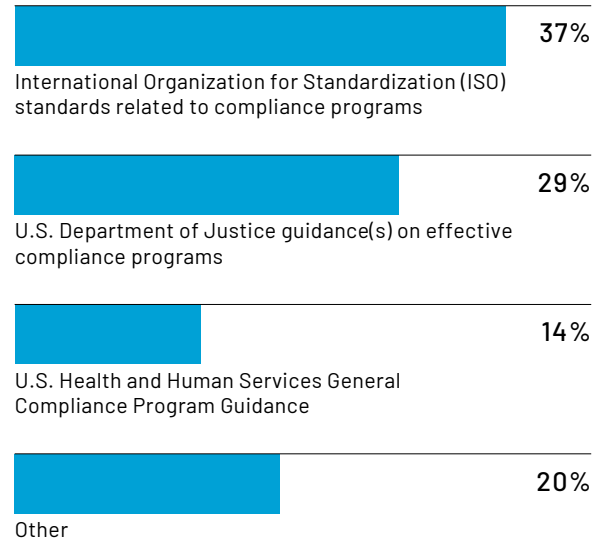 37%
International Organization for Standardization (ISO)
standards related to compliance programs
29%
U.S. Department of Justice guidance(s) on effective
compliance programs
14%
U.S. Health and Human Services General
Compliance Program Guidance
20%
Other